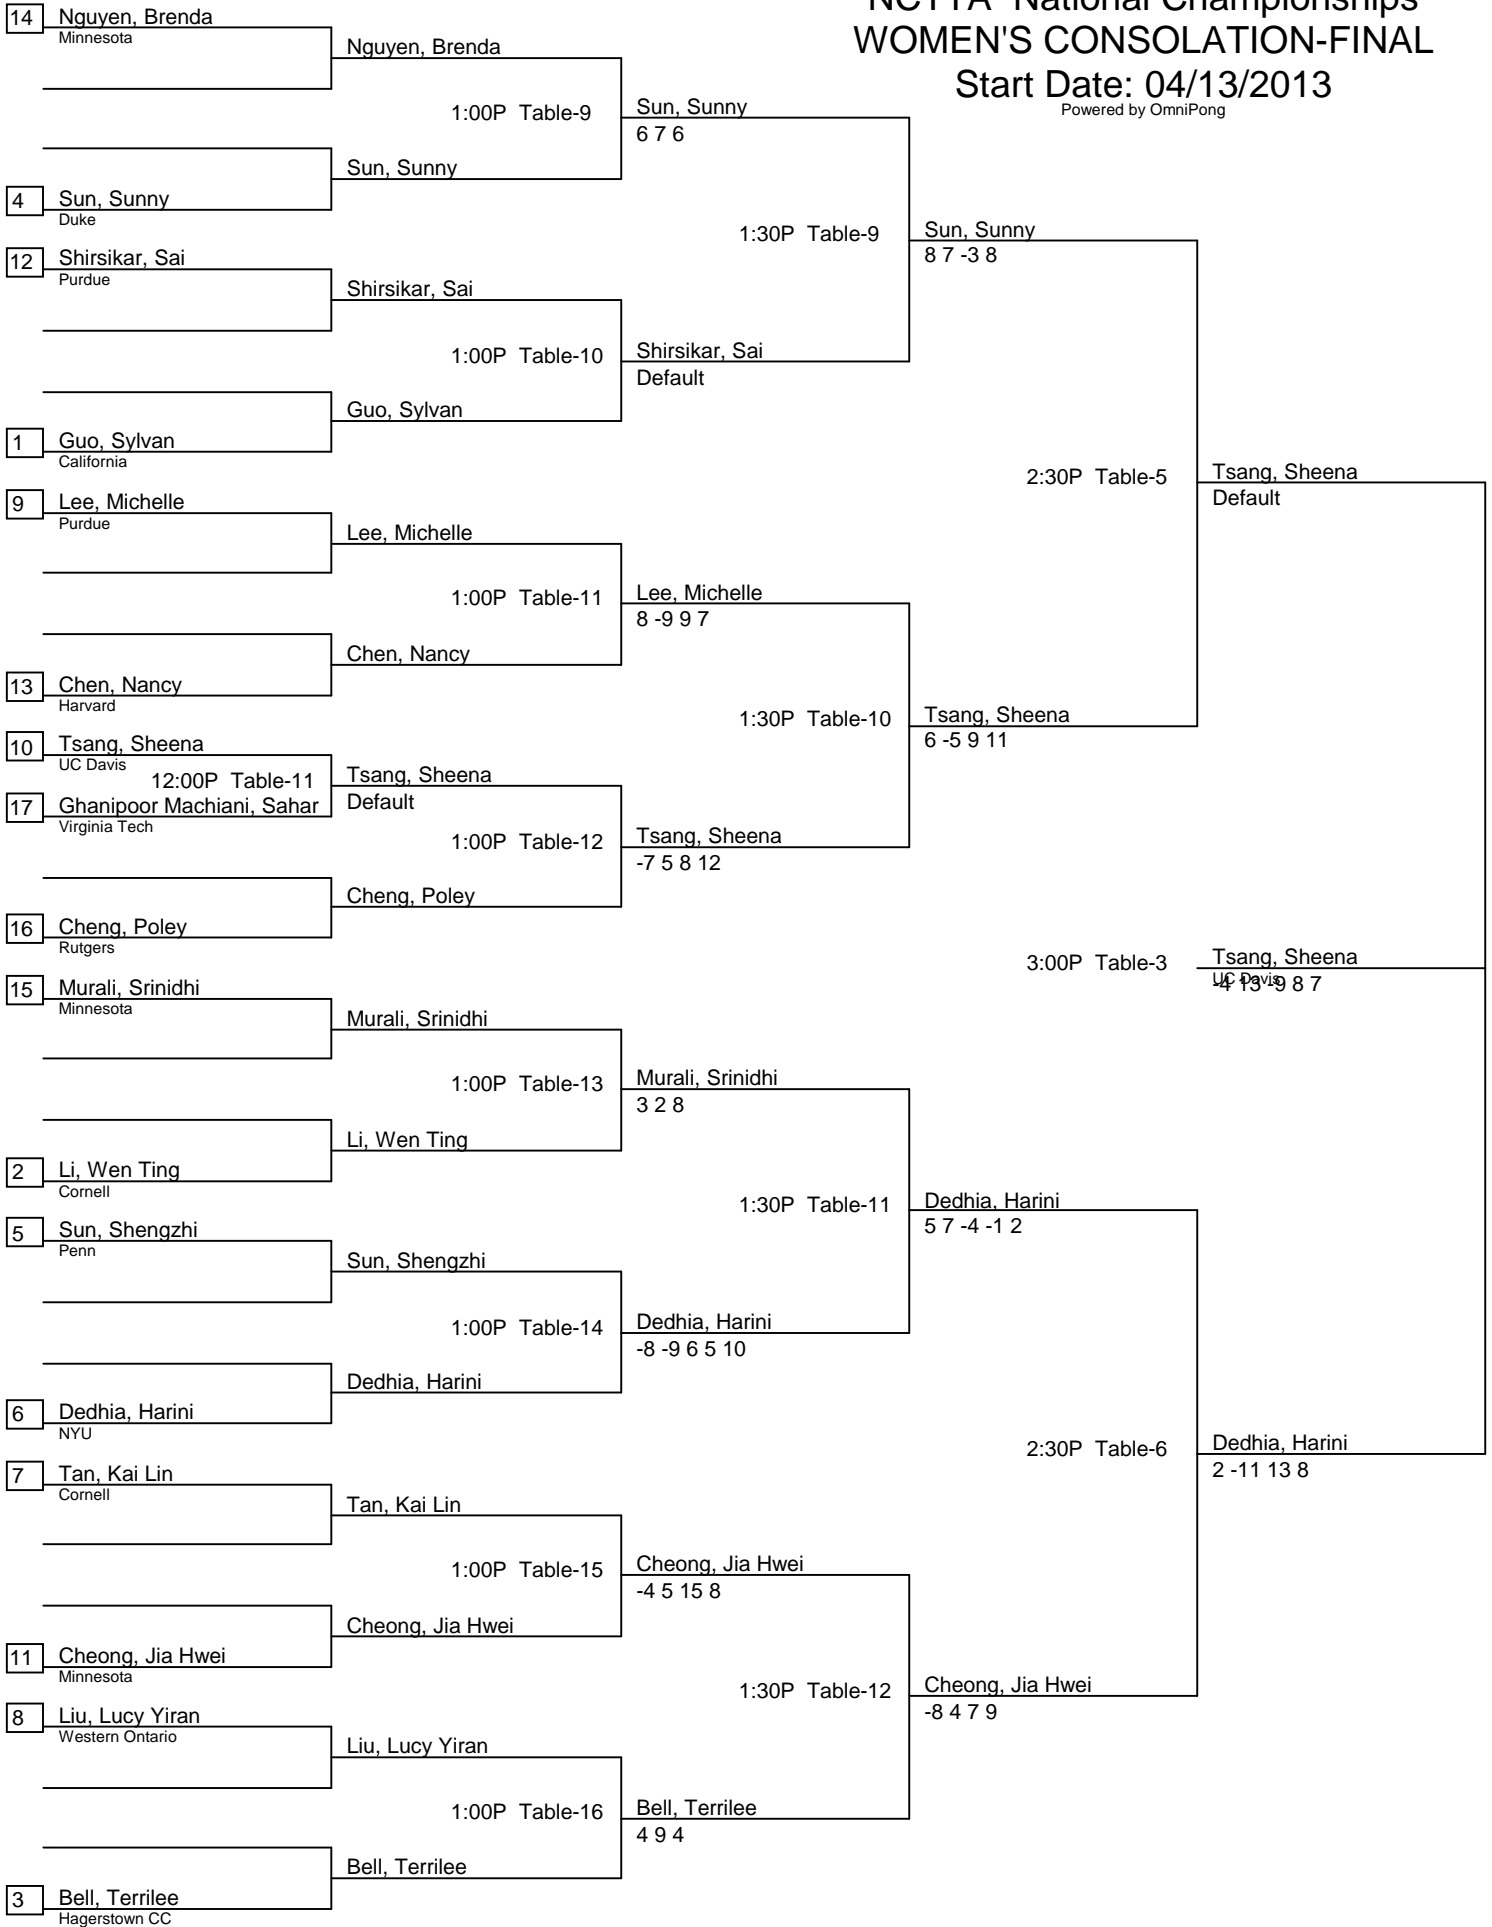 NCTTA National Championships
WOMEN'S CONSOLATION-FINAL
Start Date: 04/13/2013
Powered by OmniPong
14 Nguyen, Brenda
Minnesota
Nguyen, Brenda
1:00P Table-9
Sun, Sunny
6 7 6
Sun, Sunny
4 Sun, Sunny
Duke
1:30P Table-9
Sun, Sunny
8 7 -3 8
12 Shirsikar, Sai
Purdue
Shirsikar, Sai
1:00P Table-10
Shirsikar, Sai
Default
Guo, Sylvan
1 Guo, Sylvan
California
2:30P Table-5
Tsang, Sheena
Default
9 Lee, Michelle
Purdue
Lee, Michelle
1:00P Table-11
Lee, Michelle
8 -9 9 7
Chen, Nancy
13 Chen, Nancy
Harvard
1:30P Table-10
Tsang, Sheena
6 -5 9 11
10 Tsang, Sheena
UC Davis
12:00P Table-11
Tsang, Sheena
Default
17 Ghanipoor Machiani, Sahar
Virginia Tech
1:00P Table-12
Tsang, Sheena
-7 5 8 12
Cheng, Poley
16 Cheng, Poley
Rutgers
3:00P Table-3
Tsang, Sheena
UC Davis
-4 13 -9 8 7
15 Murali, Srinidhi
Minnesota
Murali, Srinidhi
1:00P Table-13
Murali, Srinidhi
3 2 8
Li, Wen Ting
2 Li, Wen Ting
Cornell
1:30P Table-11
Dedhia, Harini
5 7 -4 -1 2
5 Sun, Shengzhi
Penn
Sun, Shengzhi
1:00P Table-14
Dedhia, Harini
-8 -9 6 5 10
Dedhia, Harini
6 Dedhia, Harini
NYU
2:30P Table-6
Dedhia, Harini
2 -11 13 8
7 Tan, Kai Lin
Cornell
Tan, Kai Lin
1:00P Table-15
Cheong, Jia Hwei
-4 5 15 8
Cheong, Jia Hwei
11 Cheong, Jia Hwei
Minnesota
1:30P Table-12
Cheong, Jia Hwei
-8 4 7 9
8 Liu, Lucy Yiran
Western Ontario
Liu, Lucy Yiran
1:00P Table-16
Bell, Terrilee
4 9 4
Bell, Terrilee
3 Bell, Terrilee
Hagerstown CC